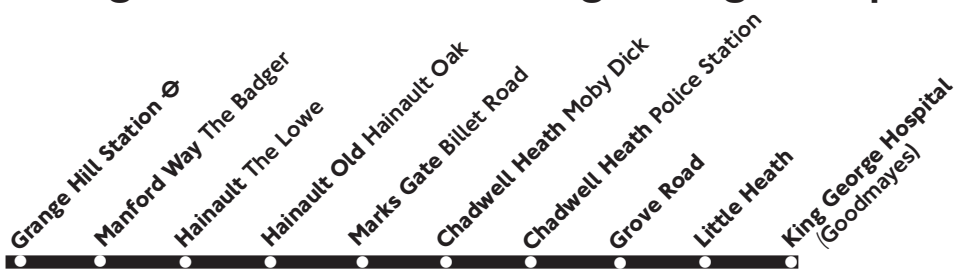 Grange Hill Station
Manford Way The Badger
Hainault The Lowe
Hainault Old Hainault Oak
Marks Gate Billet Road
Chadwell Heath Moby Dick
Chadwell Heath Police Station
Grove Road
Little Heath
King George Hospital
(Goodmayes)